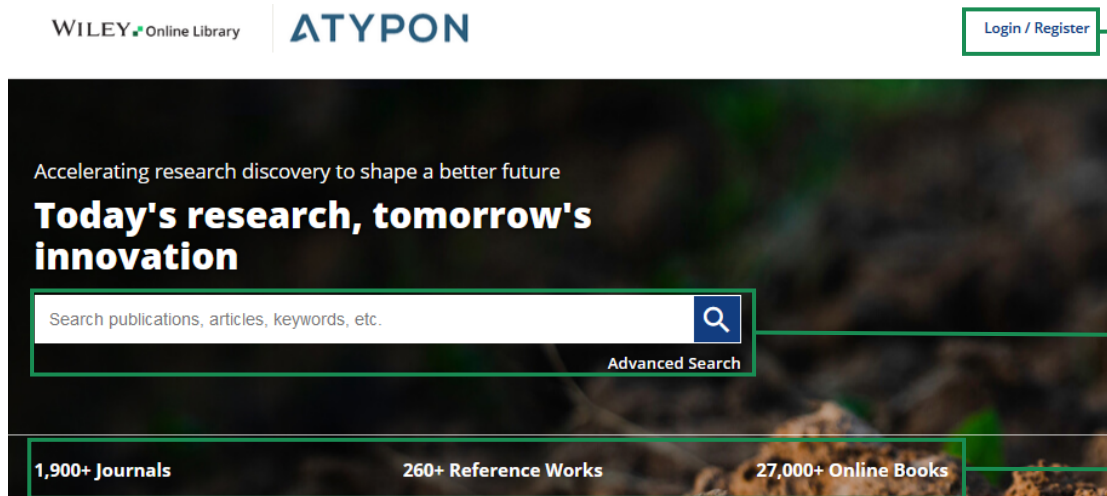 WILEY Online Library
ATYPON
Login / Register
Accelerating research discovery to shape a better future
Today's research, tomorrow's
innovation
Search publications, articles, keywords, etc.
Advanced Search
1,900+ Journals 260+ Reference Works 27,000+ Online Books